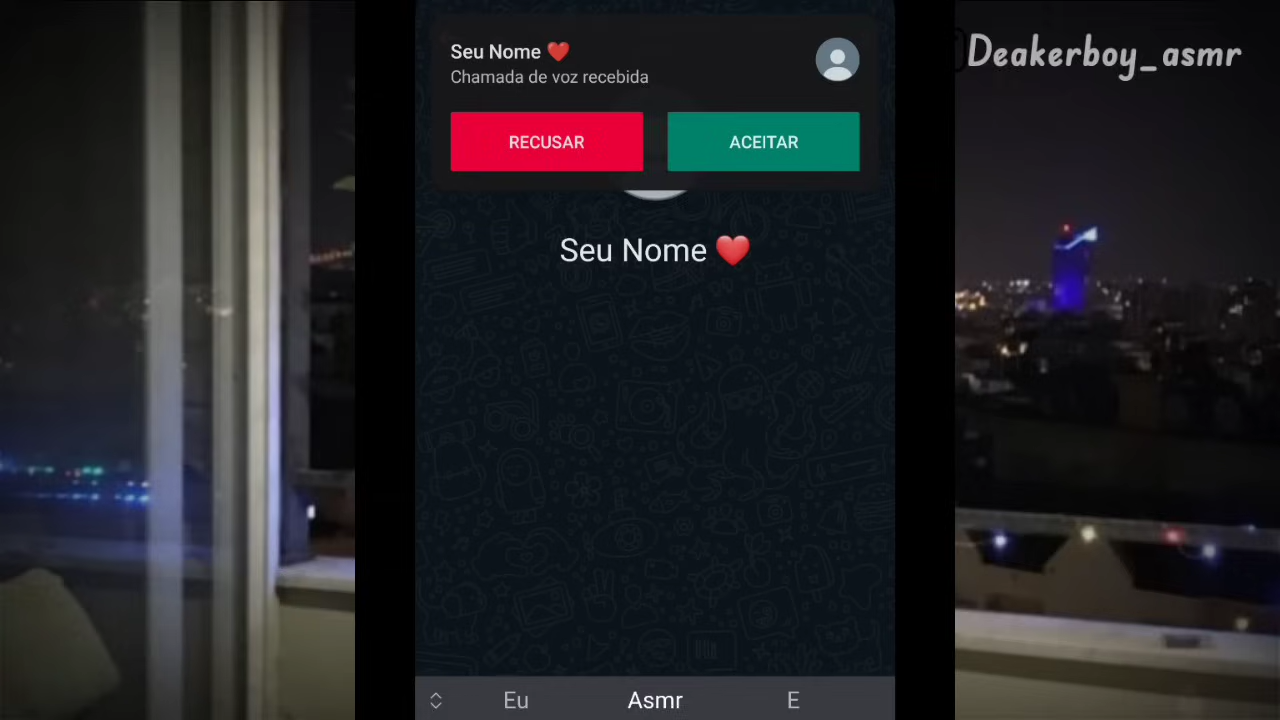 Seu Nome ❤️
Chamada de voz recebida
RECUSAR
ACEITAR
Deakerboy_asmr
Seu Nome ❤️
Eu
Asmr
E